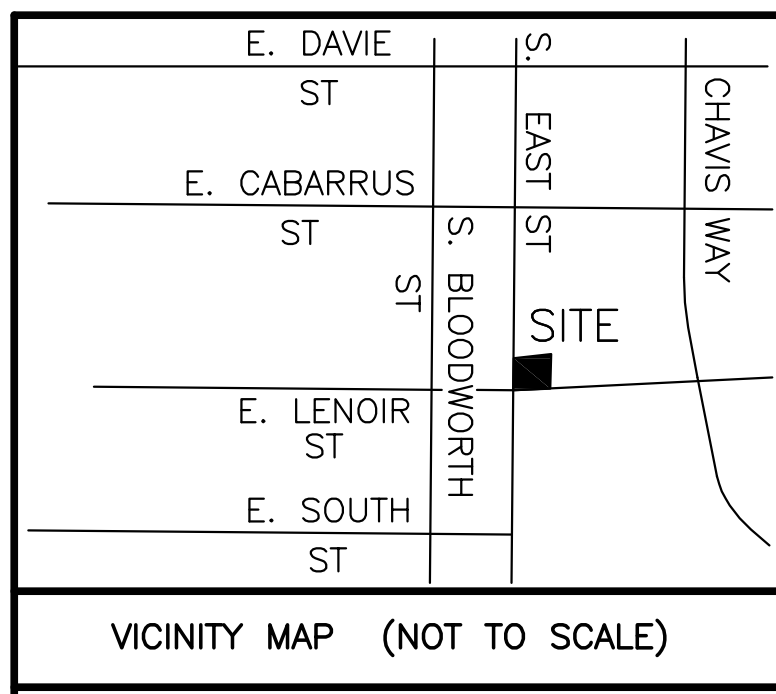 E. DAVIE
ST
S. EAST ST
CHAVIS WAY
E. CABARRUS
ST
S. BLOODWORTH
ST
SITE
E. LENOIR
ST
E. SOUTH
ST
VICINITY MAP (NOT TO SCALE)